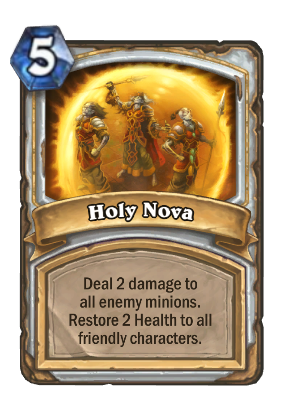 5
Holy Nova
Deal 2 damage to
all enemy minions.
Restore 2 Health to all
friendly characters.